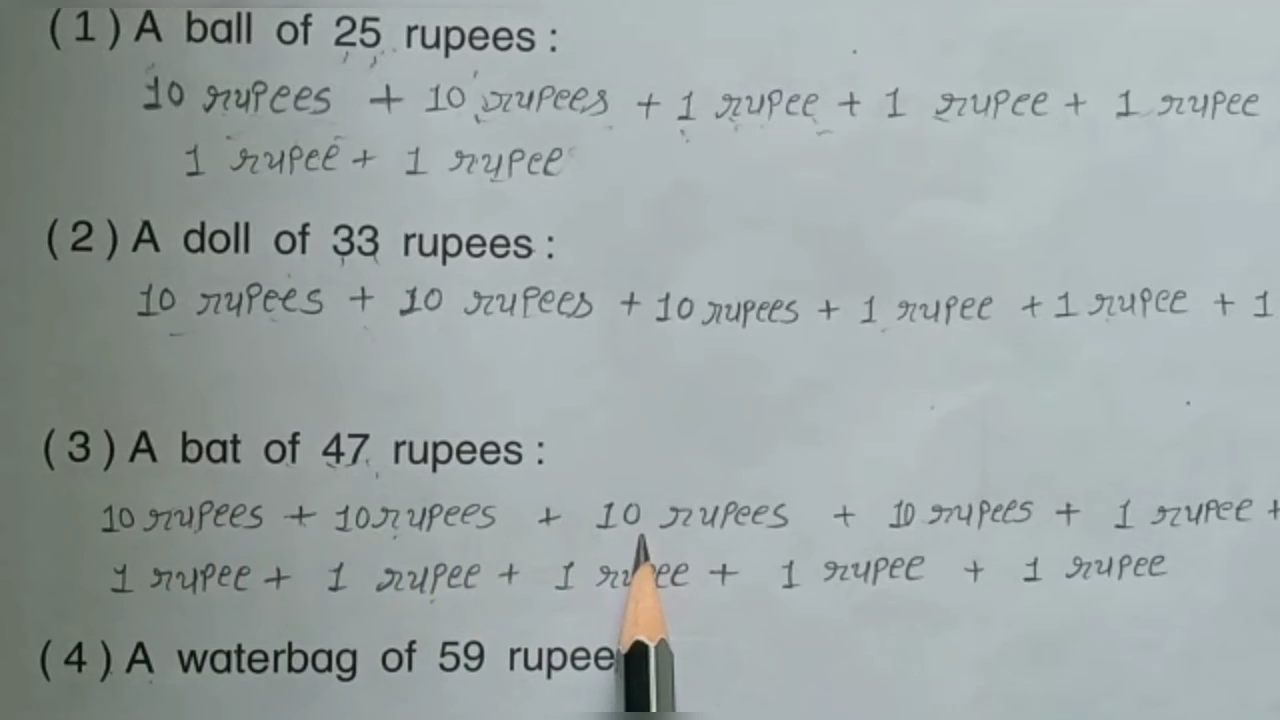 (1) A ball of 25 rupees :
10 rupees + 10 rupees + 1 rupee + 1 rupee + 1 rupee
1 rupee + 1 rupee
(2) A doll of 33 rupees :
10 rupees + 10 rupees + 10 rupees + 1 rupee + 1 rupee + 1
(3) A bat of 47 rupees :
10 rupees + 10 rupees + 10 rupees + 10 rupees + 1 rupee +
1 rupee + 1 rupee + 1 rupee + 1 rupee + 1 rupee
(4) A waterbag of 59 rupee